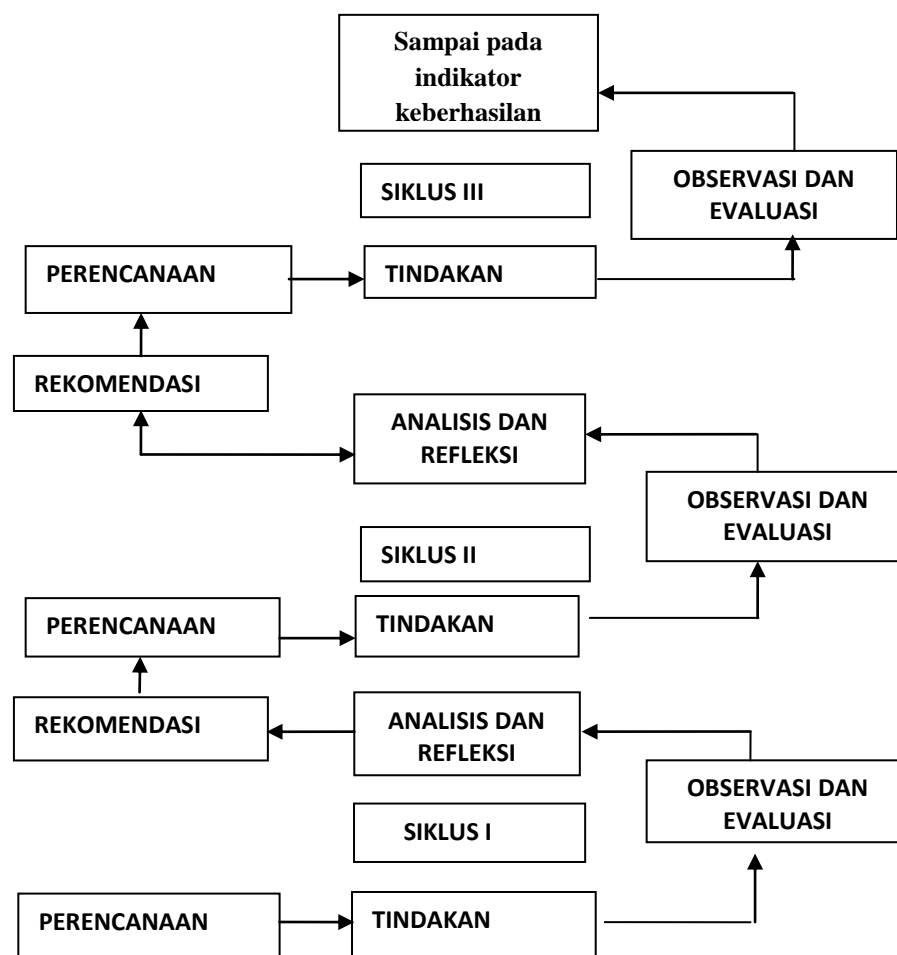 Sampai pada
indikator
keberhasilan
SIKLUS III
OBSERVASI DAN
EVALUASI
PERENCANAAN
TINDAKAN
REKOMENDASI
ANALISIS DAN
REFLEKSI
OBSERVASI DAN
EVALUASI
SIKLUS II
PERENCANAAN
TINDAKAN
REKOMENDASI
ANALISIS DAN
REFLEKSI
OBSERVASI DAN
EVALUASI
SIKLUS I
PERENCANAAN
TINDAKAN